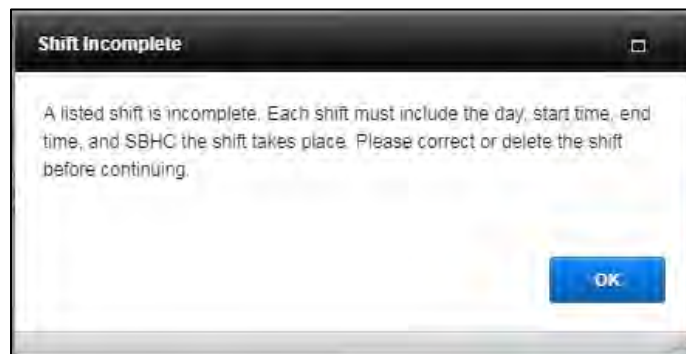 Shift Incomplete
A listed shift is incomplete. Each shift must include the day, start time, end
time, and SBHC the shift takes place. Please correct or delete the shift
before continuing.
OK